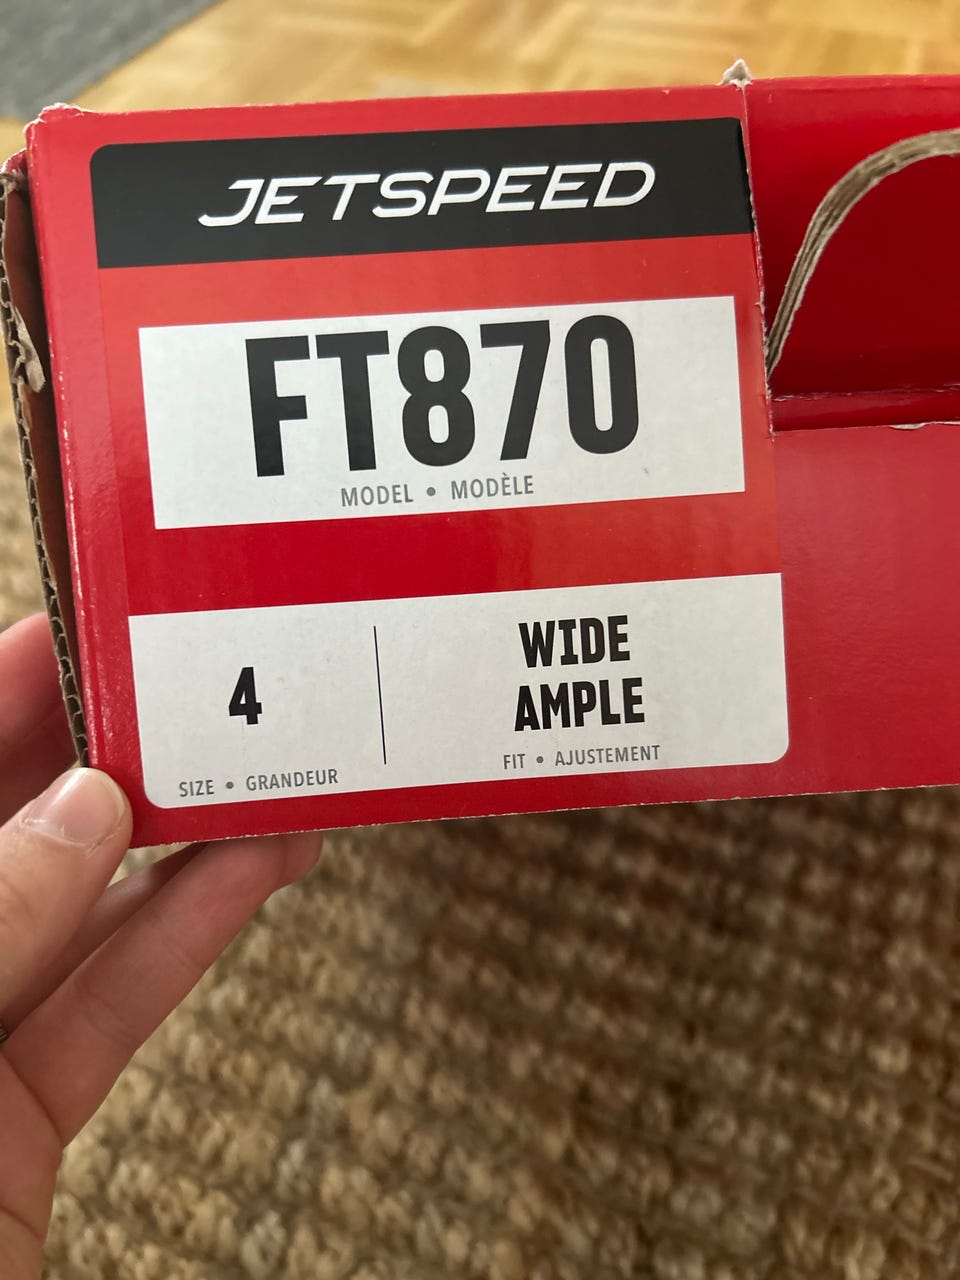 JETSPEED
FT870
MODEL • MODÈLE
4
SIZE • GRANDEUR
WIDE
AMPLE
FIT • AJUSTEMENT